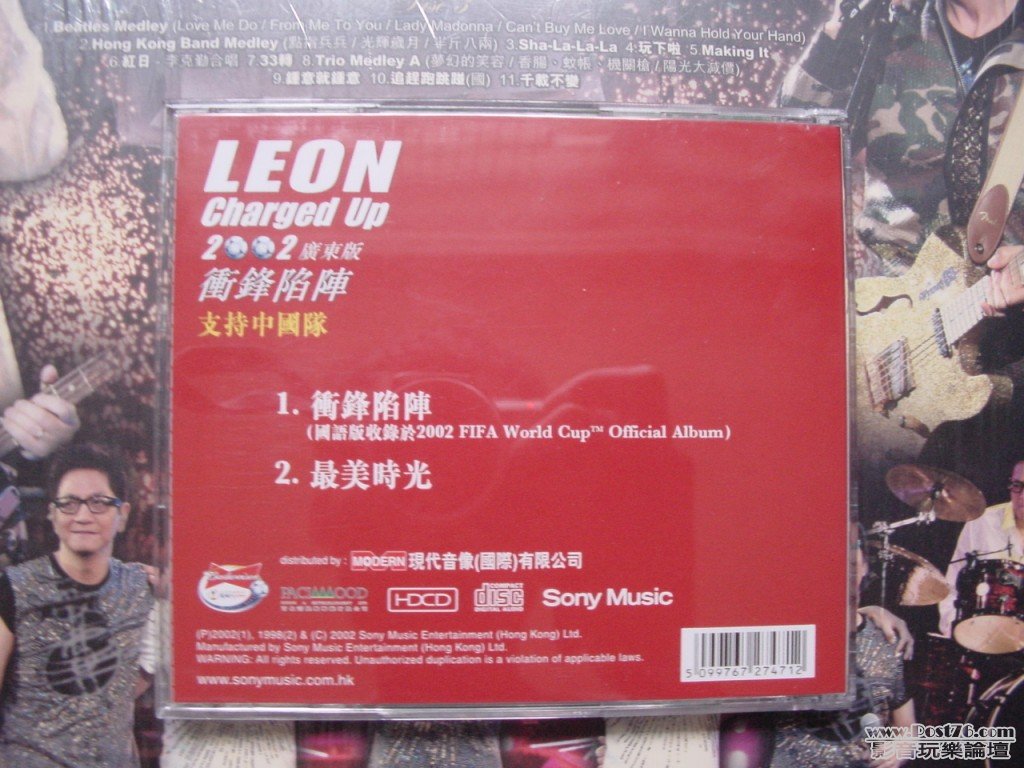 Disc 3
1 Beatles Medley (Love Me Do / From Me To You / Lady Madonna / Can't Buy Me Love / I Wanna Hold Your Hand)
2.Hong Kong Band Medley (點指兵兵 / 光輝歲月 / 半斤八兩) 3.Sha-La-La-La 4.玩下啦 5.Making It
6.紅日 - 李克勤合唱 7.33轉 8.Trio Medley A (夢幻的笑容 / 香腸、蚊帳、機關槍 / 陽光大減價)
9.鍾意就鍾意 10.追趕跑跳碰(國) 11.千載不變
LEON
Charged Up
2002 廣東版
衝鋒陷陣
支持中國隊
1. 衝鋒陷陣
(國語版收錄於2002 FIFA World Cup™ Official Album)
2. 最美時光
distributed by : MODERN 現代音像(國際)有限公司
Budweiser
HDCD
COMPACT
disc
DIGITAL AUDIO
Sony Music
(P)2002(1), 1998(2) & (C) 2002 Sony Music Entertainment (Hong Kong) Ltd.
Manufactured by Sony Music Entertainment (Hong Kong) Ltd.
WARNING: All rights reserved. Unauthorized duplication is a violation of applicable laws.
www.sonymusic.com.hk
5 099767 274712
www.Post76.com
影音玩樂論壇